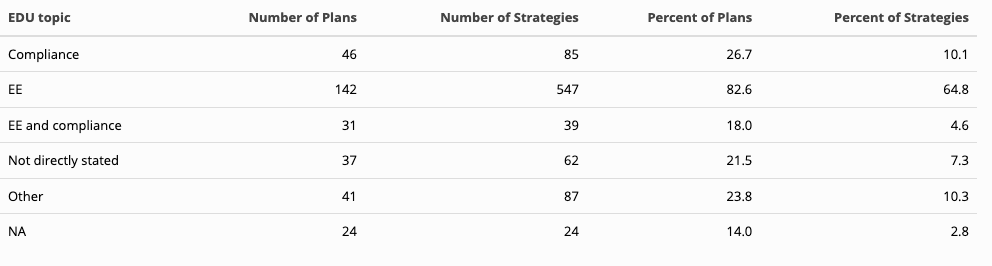 EDU topic Number of Plans Number of Strategies Percent of Plans Percent of Strategies
Compliance 46 85 26.7 10.1
EE 142 547 82.6 64.8
EE and compliance 31 39 18.0 4.6
Not directly stated 37 62 21.5 7.3
Other 41 87 23.8 10.3
NA 24 24 14.0 2.8